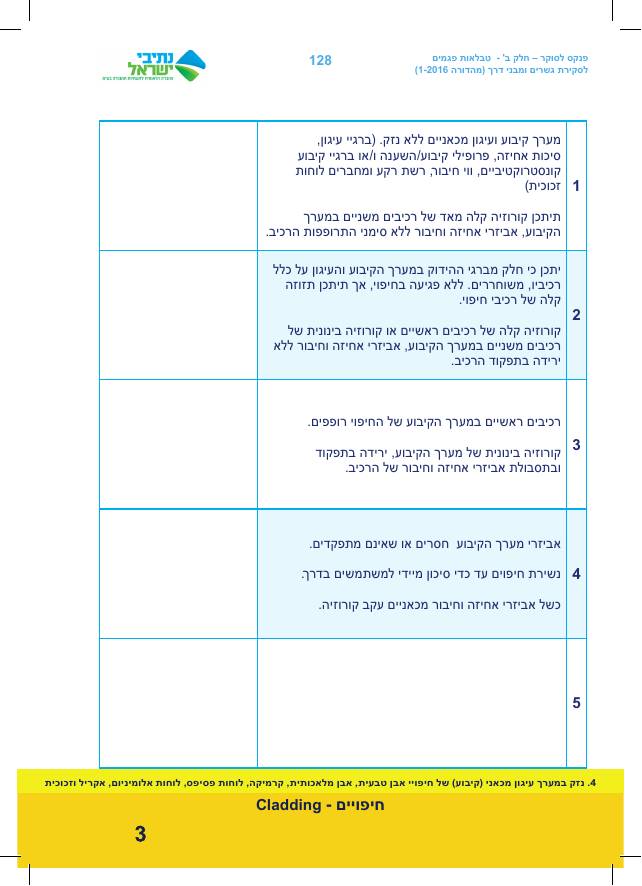 פנקס לסוקר – חלק ב' - טבלאות פגמים
לסקירת גשרים ומבני דרך (מהדורה 1-2016)
128
נתיבי
ישראל
מערך קיבוע ועיגון מכאניים ללא נזק. (ברגיי עיגון,
סיכות אחיזה, פרופילי קיבוע/השענה ו/או ברגיי קיבוע
קונסטרוקטיביים, ווי חיבור, רשת רקע ומחברים לוחות
זכוכית)
תיתכן קורוזיה קלה מאד של רכיבים משניים במערך
הקיבוע, אביזרי אחיזה וחיבור ללא סימני התרופפות הרכיב.
1
יתכן כי חלק מברגי ההידוק במערך הקיבוע והעיגון על כלל
רכיביו, משוחררים. ללא פגיעה בחיפוי, אך תיתכן תזוזה
קלה של רכיבי חיפוי.
קורוזיה קלה של רכיבים ראשיים או קורוזיה בינונית של
רכיבים משניים במערך הקיבוע, אביזרי אחיזה וחיבור ללא
ירידה בתפקוד הרכיב.
2
רכיבים ראשיים במערך הקיבוע של החיפוי רופפים.
קורוזיה בינונית של מערך הקיבוע, ירידה בתפקוד
ובתסבולת אביזרי אחיזה וחיבור של הרכיב.
3
אביזרי מערך הקיבוע חסרים או שאינם מתפקדים.
נשירת חיפוים עד כדי סיכון מיידי למשתמשים בדרך.
כשל אביזרי אחיזה וחיבור מכאניים עקב קורוזיה.
4
5
4. נזק במערך עיגון מכאני (קיבוע) של חיפויי אבן טבעית, אבן מלאכותית, קרמיקה, לוחות פסיפס, לוחות אלומיניום, אקריל וזכוכית
חיפויים - Cladding
3